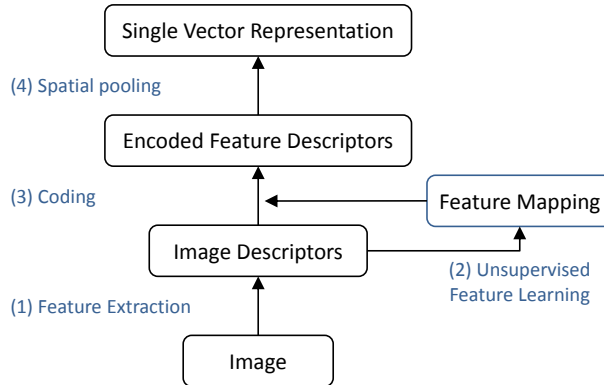 Single Vector Representation
(4) Spatial pooling
Encoded Feature Descriptors
(3) Coding
Feature Mapping
Image Descriptors
(2) Unsupervised
Feature Learning
(1) Feature Extraction
Image